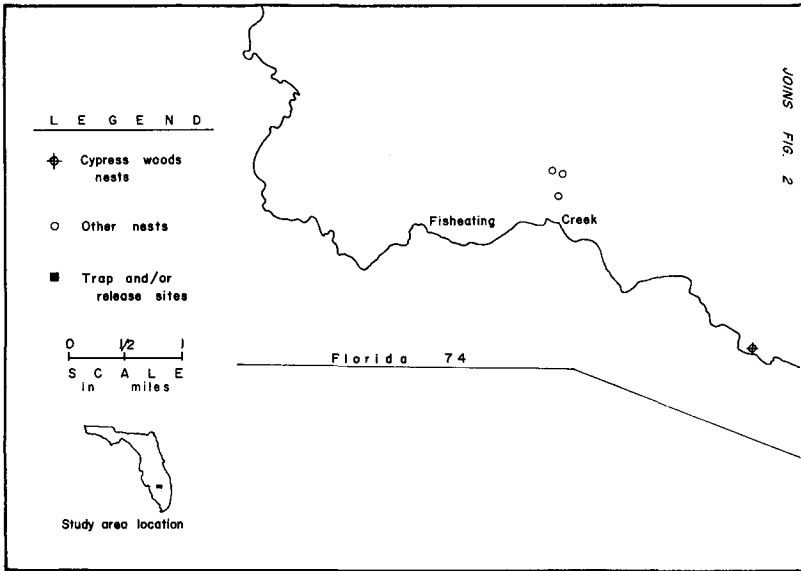 L E G E N D
Cypress woods
nests
Other nests
Trap and/or
release sites
0 1/2 1
S C A L E
in miles
Study area location
Fisheating Creek
Florida 74
JOINS FIG. 2